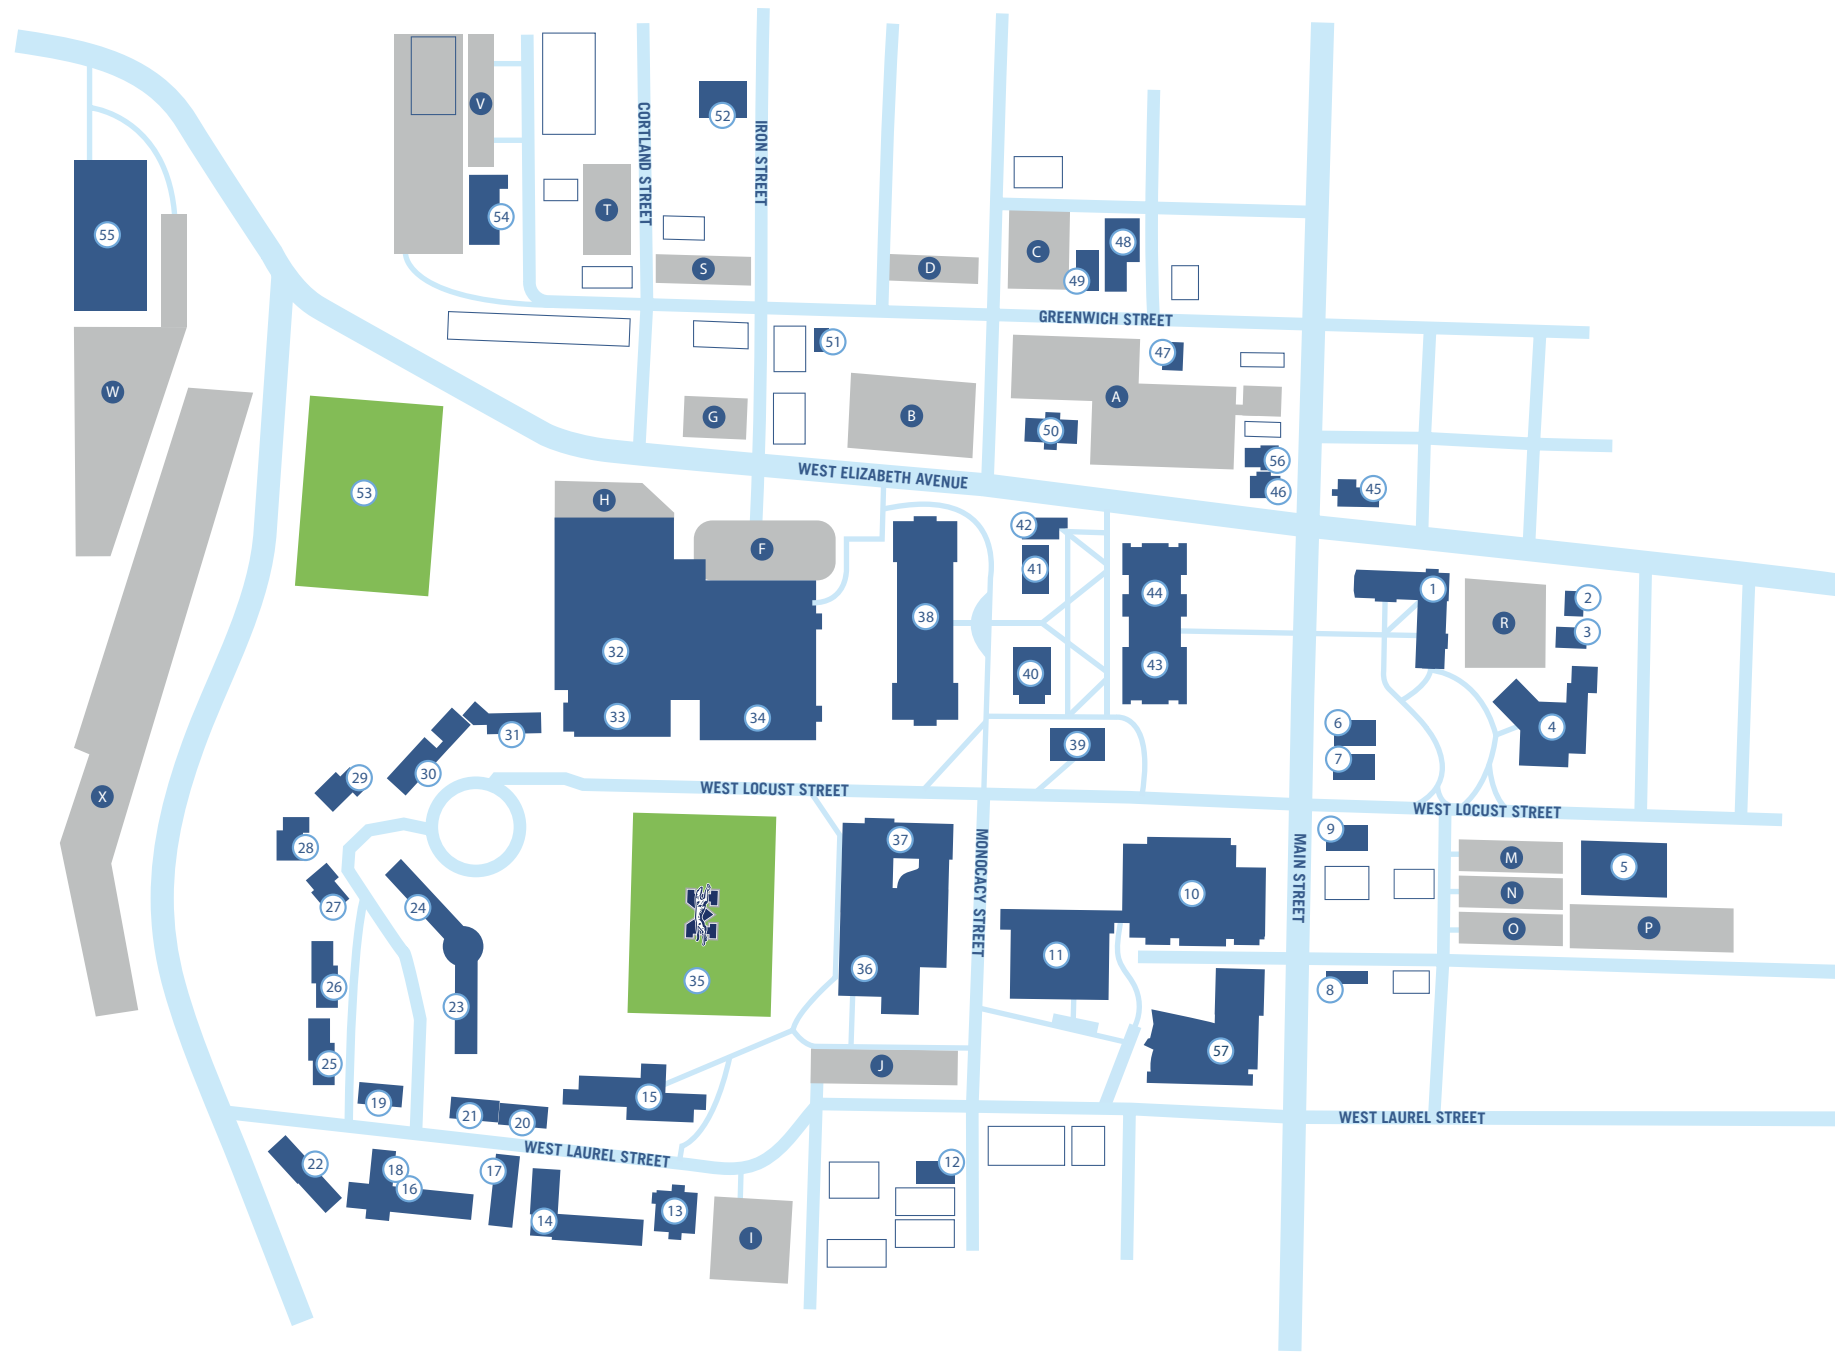 V
52
CORTLAND STREET
IRON STREET
54
T
55
S
D
C
49
48
GREENWICH STREET
51
47
W
G
B
A
50
56
46
45
WEST ELIZABETH AVENUE
53
H
F
42
41
38
44
43
40
39
1
R
2
3
4
6
7
32
33
34
31
30
29
28
27
X
WEST LOCUST STREET
WEST LOCUST STREET
24
23
26
25
35
37
36
MONOCACY STREET
10
11
MAIN STREET
9
8
M
N
O
5
P
57
J
15
19
21
20
WEST LAUREL STREET
WEST LAUREL STREET
22
18
16
17
14
13
I
12